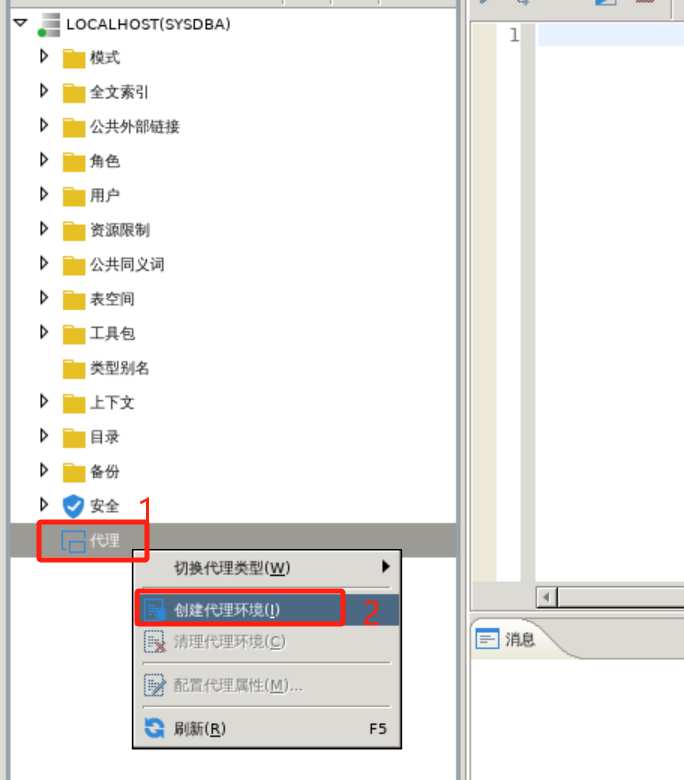 LOCALHOST(SYSDBA)
1
模式
全文索引
公共外部链接
角色
用户
资源限制
公共同义词
表空间
工具包
类型别名
上下文
目录
备份
安全
1
代理
切换代理类型(W)
创建代理环境(I)
2
清理代理环境(C)
消息
配置代理属性(M)...
刷新(R) F5